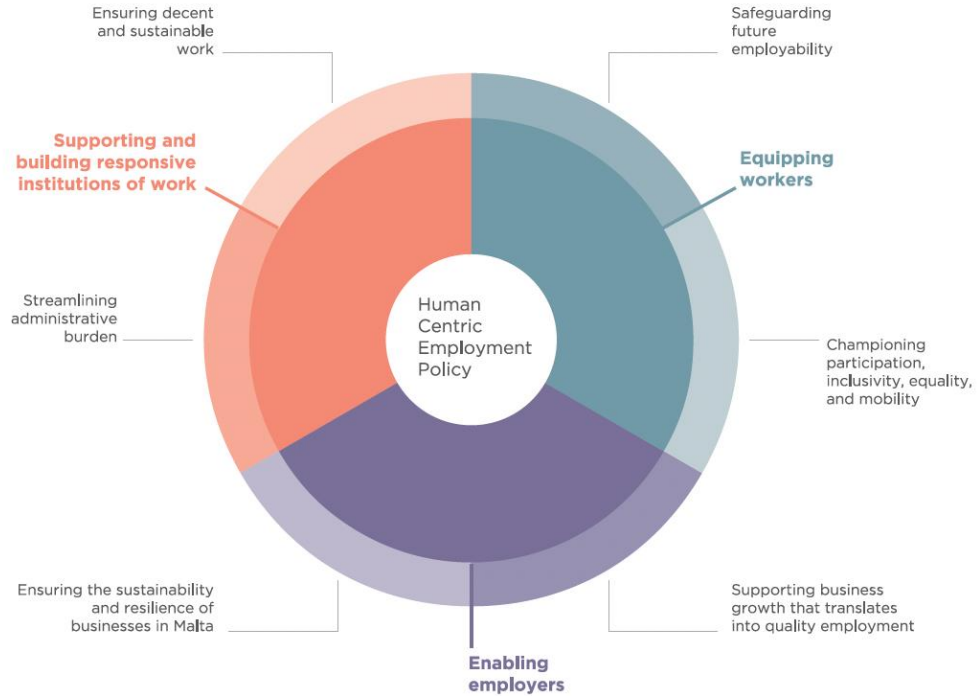 Ensuring decent
and sustainable
work
Safeguarding
future
employability
Supporting and
building responsive
institutions of work
Equipping
workers
Human
Centric
Employment
Policy
Streamlining
administrative
burden
Championing
participation,
inclusivity, equality,
and mobility
Ensuring the sustainability
and resilience of
businesses in Malta
Supporting business
growth that translates
into quality employment
Enabling
employers